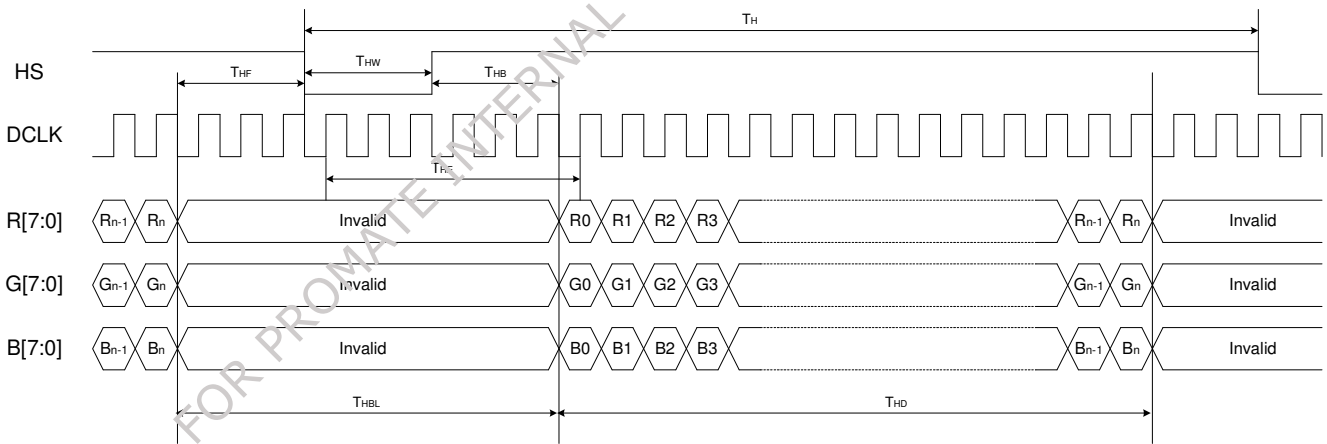 TH
HS
THF THW THB
DCLK
R[7:0] Rn-1 Rn Invalid R0 R1 R2 R3 Rn-1 Rn Invalid
G[7:0] Gn-1 Gn Invalid G0 G1 G2 G3 Gn-1 Gn Invalid
B[7:0] Bn-1 Bn Invalid B0 B1 B2 B3 Bn-1 Bn Invalid
THBL THD
FOR PROMATE INTERNAL